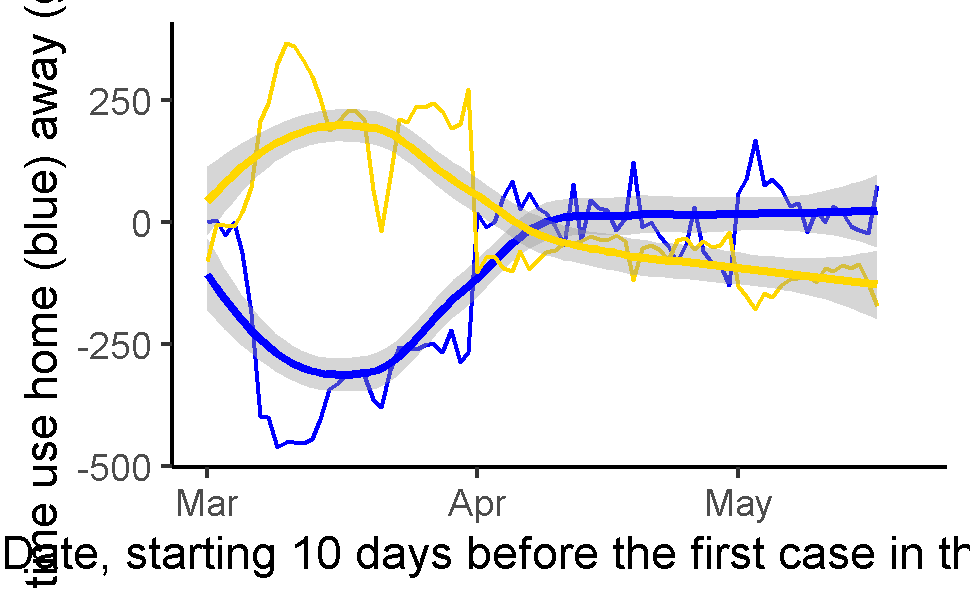 time use home (blue) away (
250
0
-250
-500
Mar Apr May
Date, starting 10 days before the first case in th